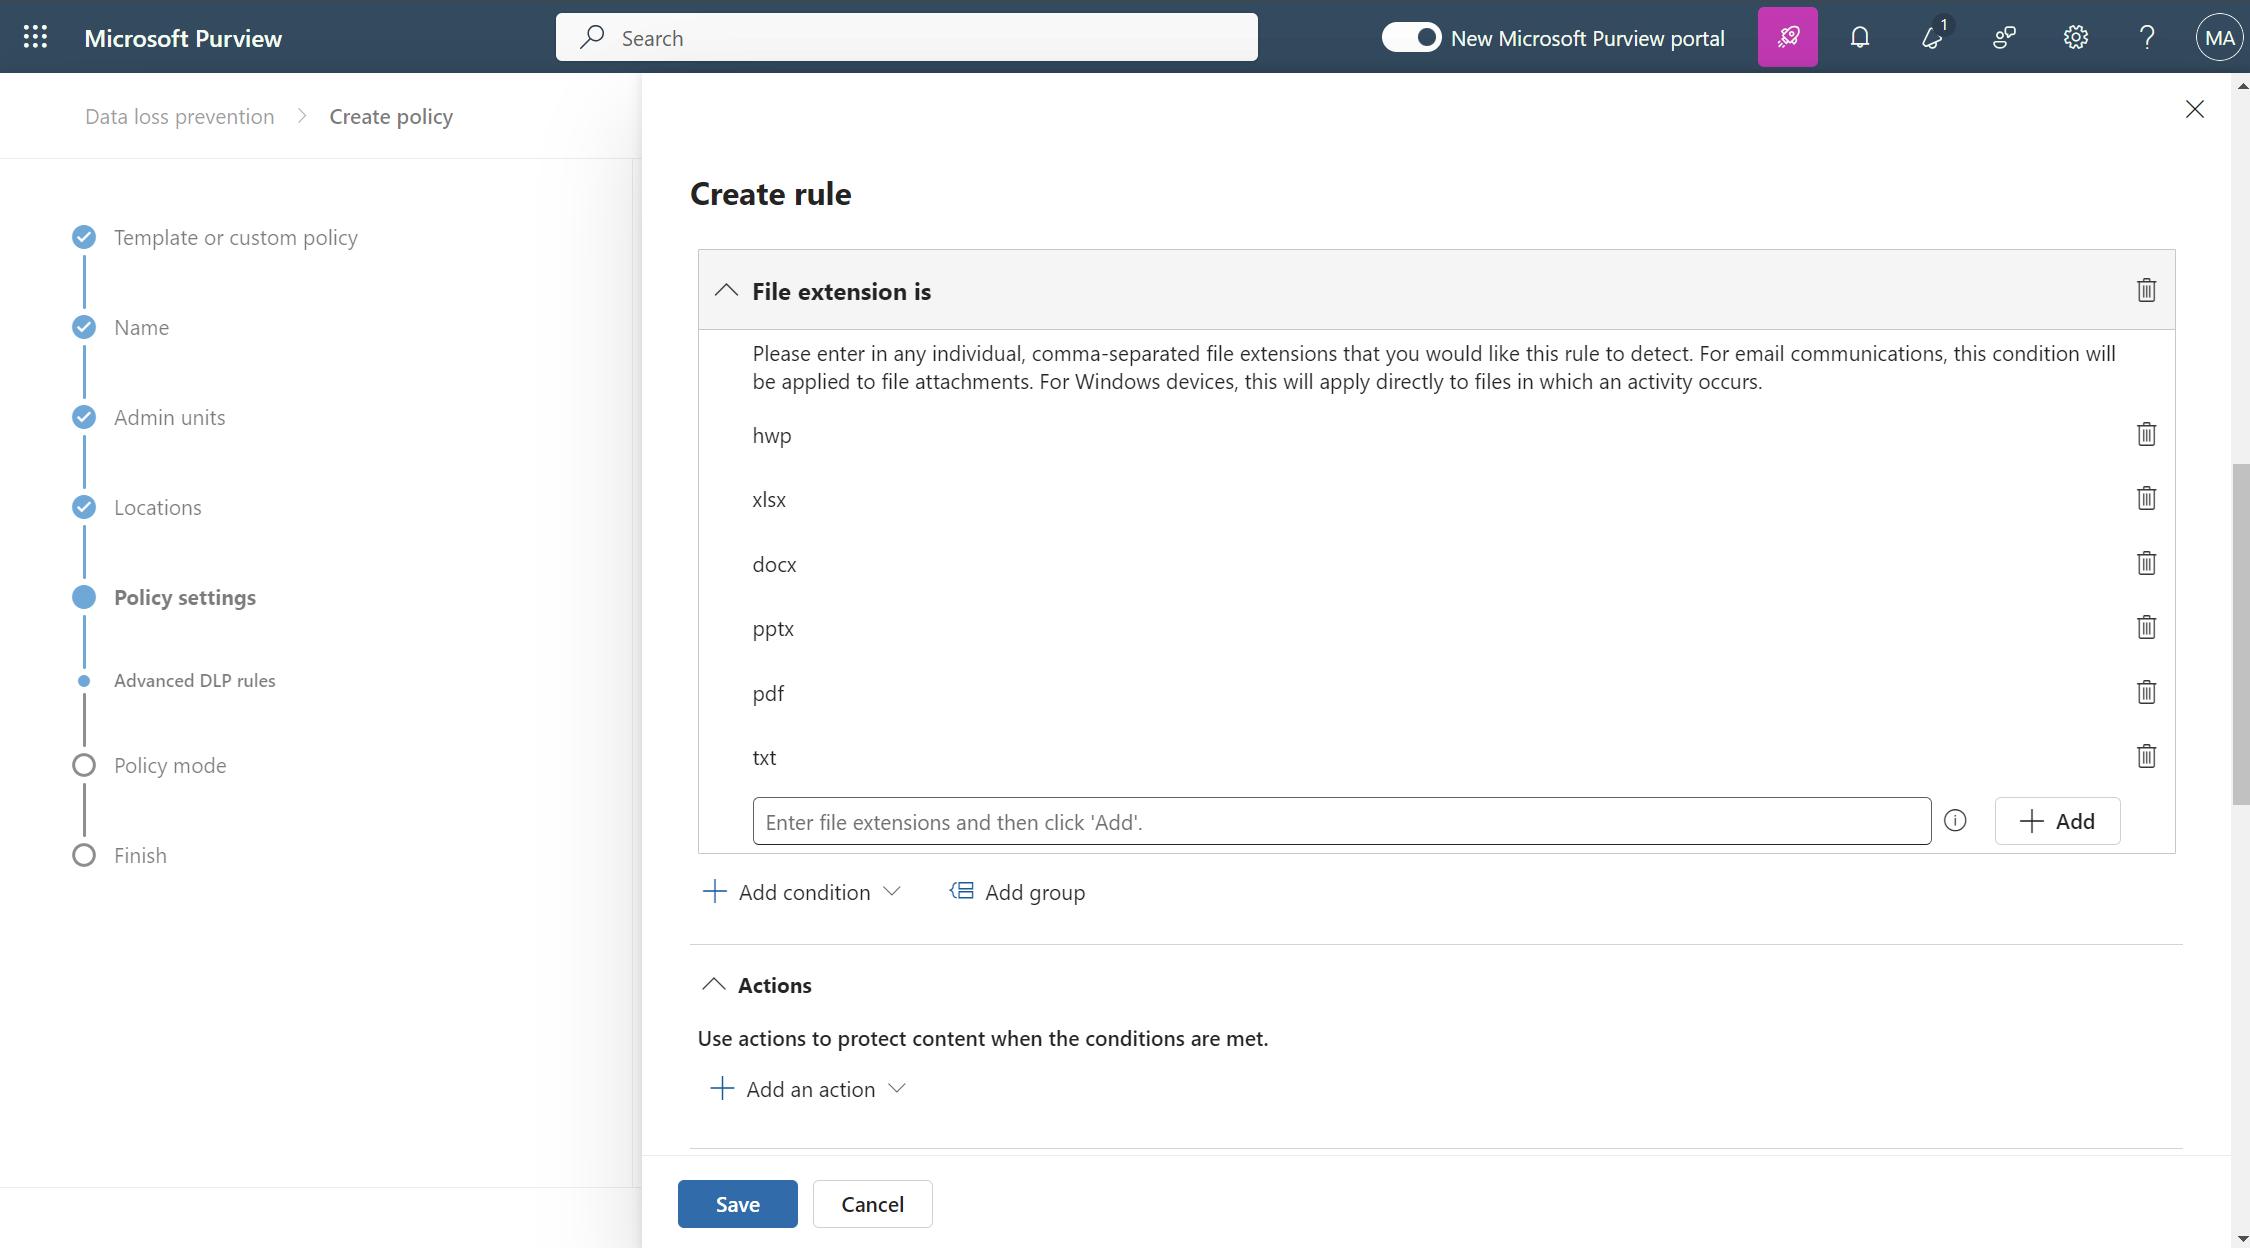 Microsoft Purview
Search
New Microsoft Purview portal
1
MA
Data loss prevention
Create policy
Template or custom policy
Name
Admin units
Locations
Policy settings
Advanced DLP rules
Policy mode
Finish
Create rule
File extension is
Please enter in any individual, comma-separated file extensions that you would like this rule to detect. For email communications, this condition will
be applied to file attachments. For Windows devices, this will apply directly to files in which an activity occurs.
hwp
xlsx
docx
pptx
pdf
txt
Enter file extensions and then click 'Add'.
Add
Add condition
Add group
Actions
Use actions to protect content when the conditions are met.
Add an action
Save
Cancel